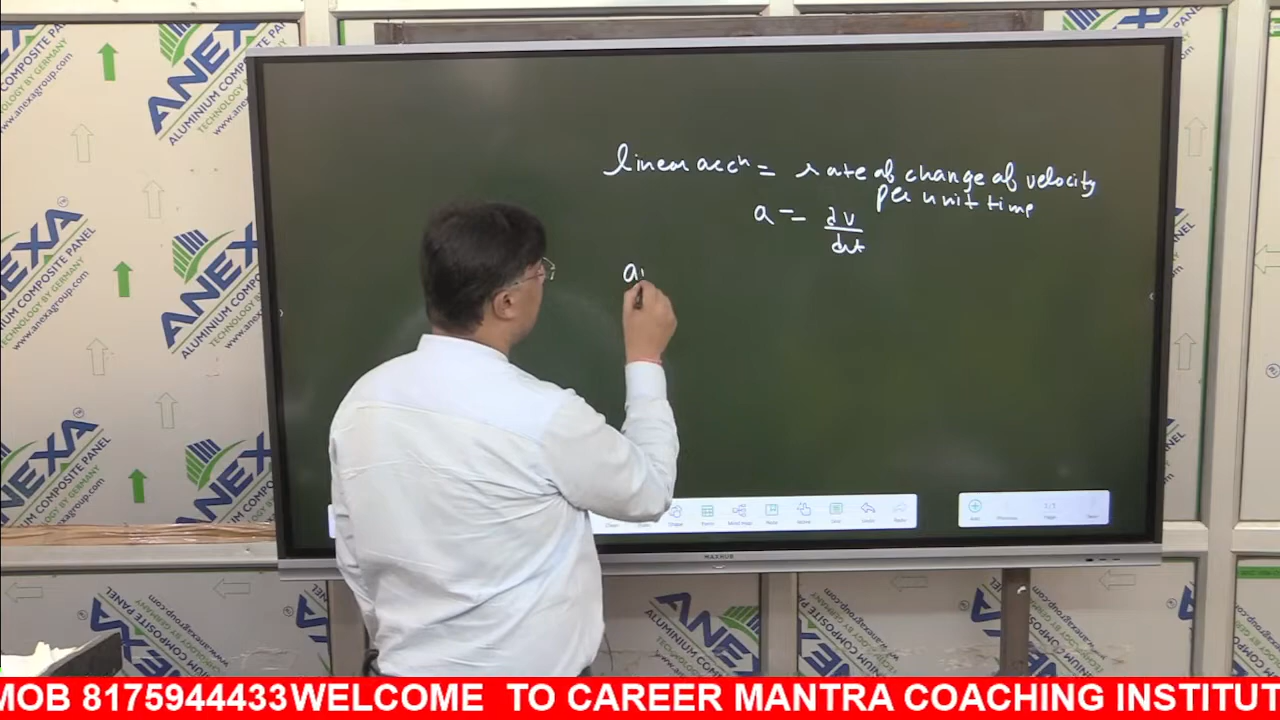 linear accn = rate of change of velocity
per unit time
a = dv
dt
a
ANEXA
ALUMINIUM COMPOSITE PANEL
TECHNOLOGY BY GERMANY
www.anexagroup.com
MAXHUB
MOB 8175944433WELCOME TO CAREER MANTRA COACHING INSTITUT